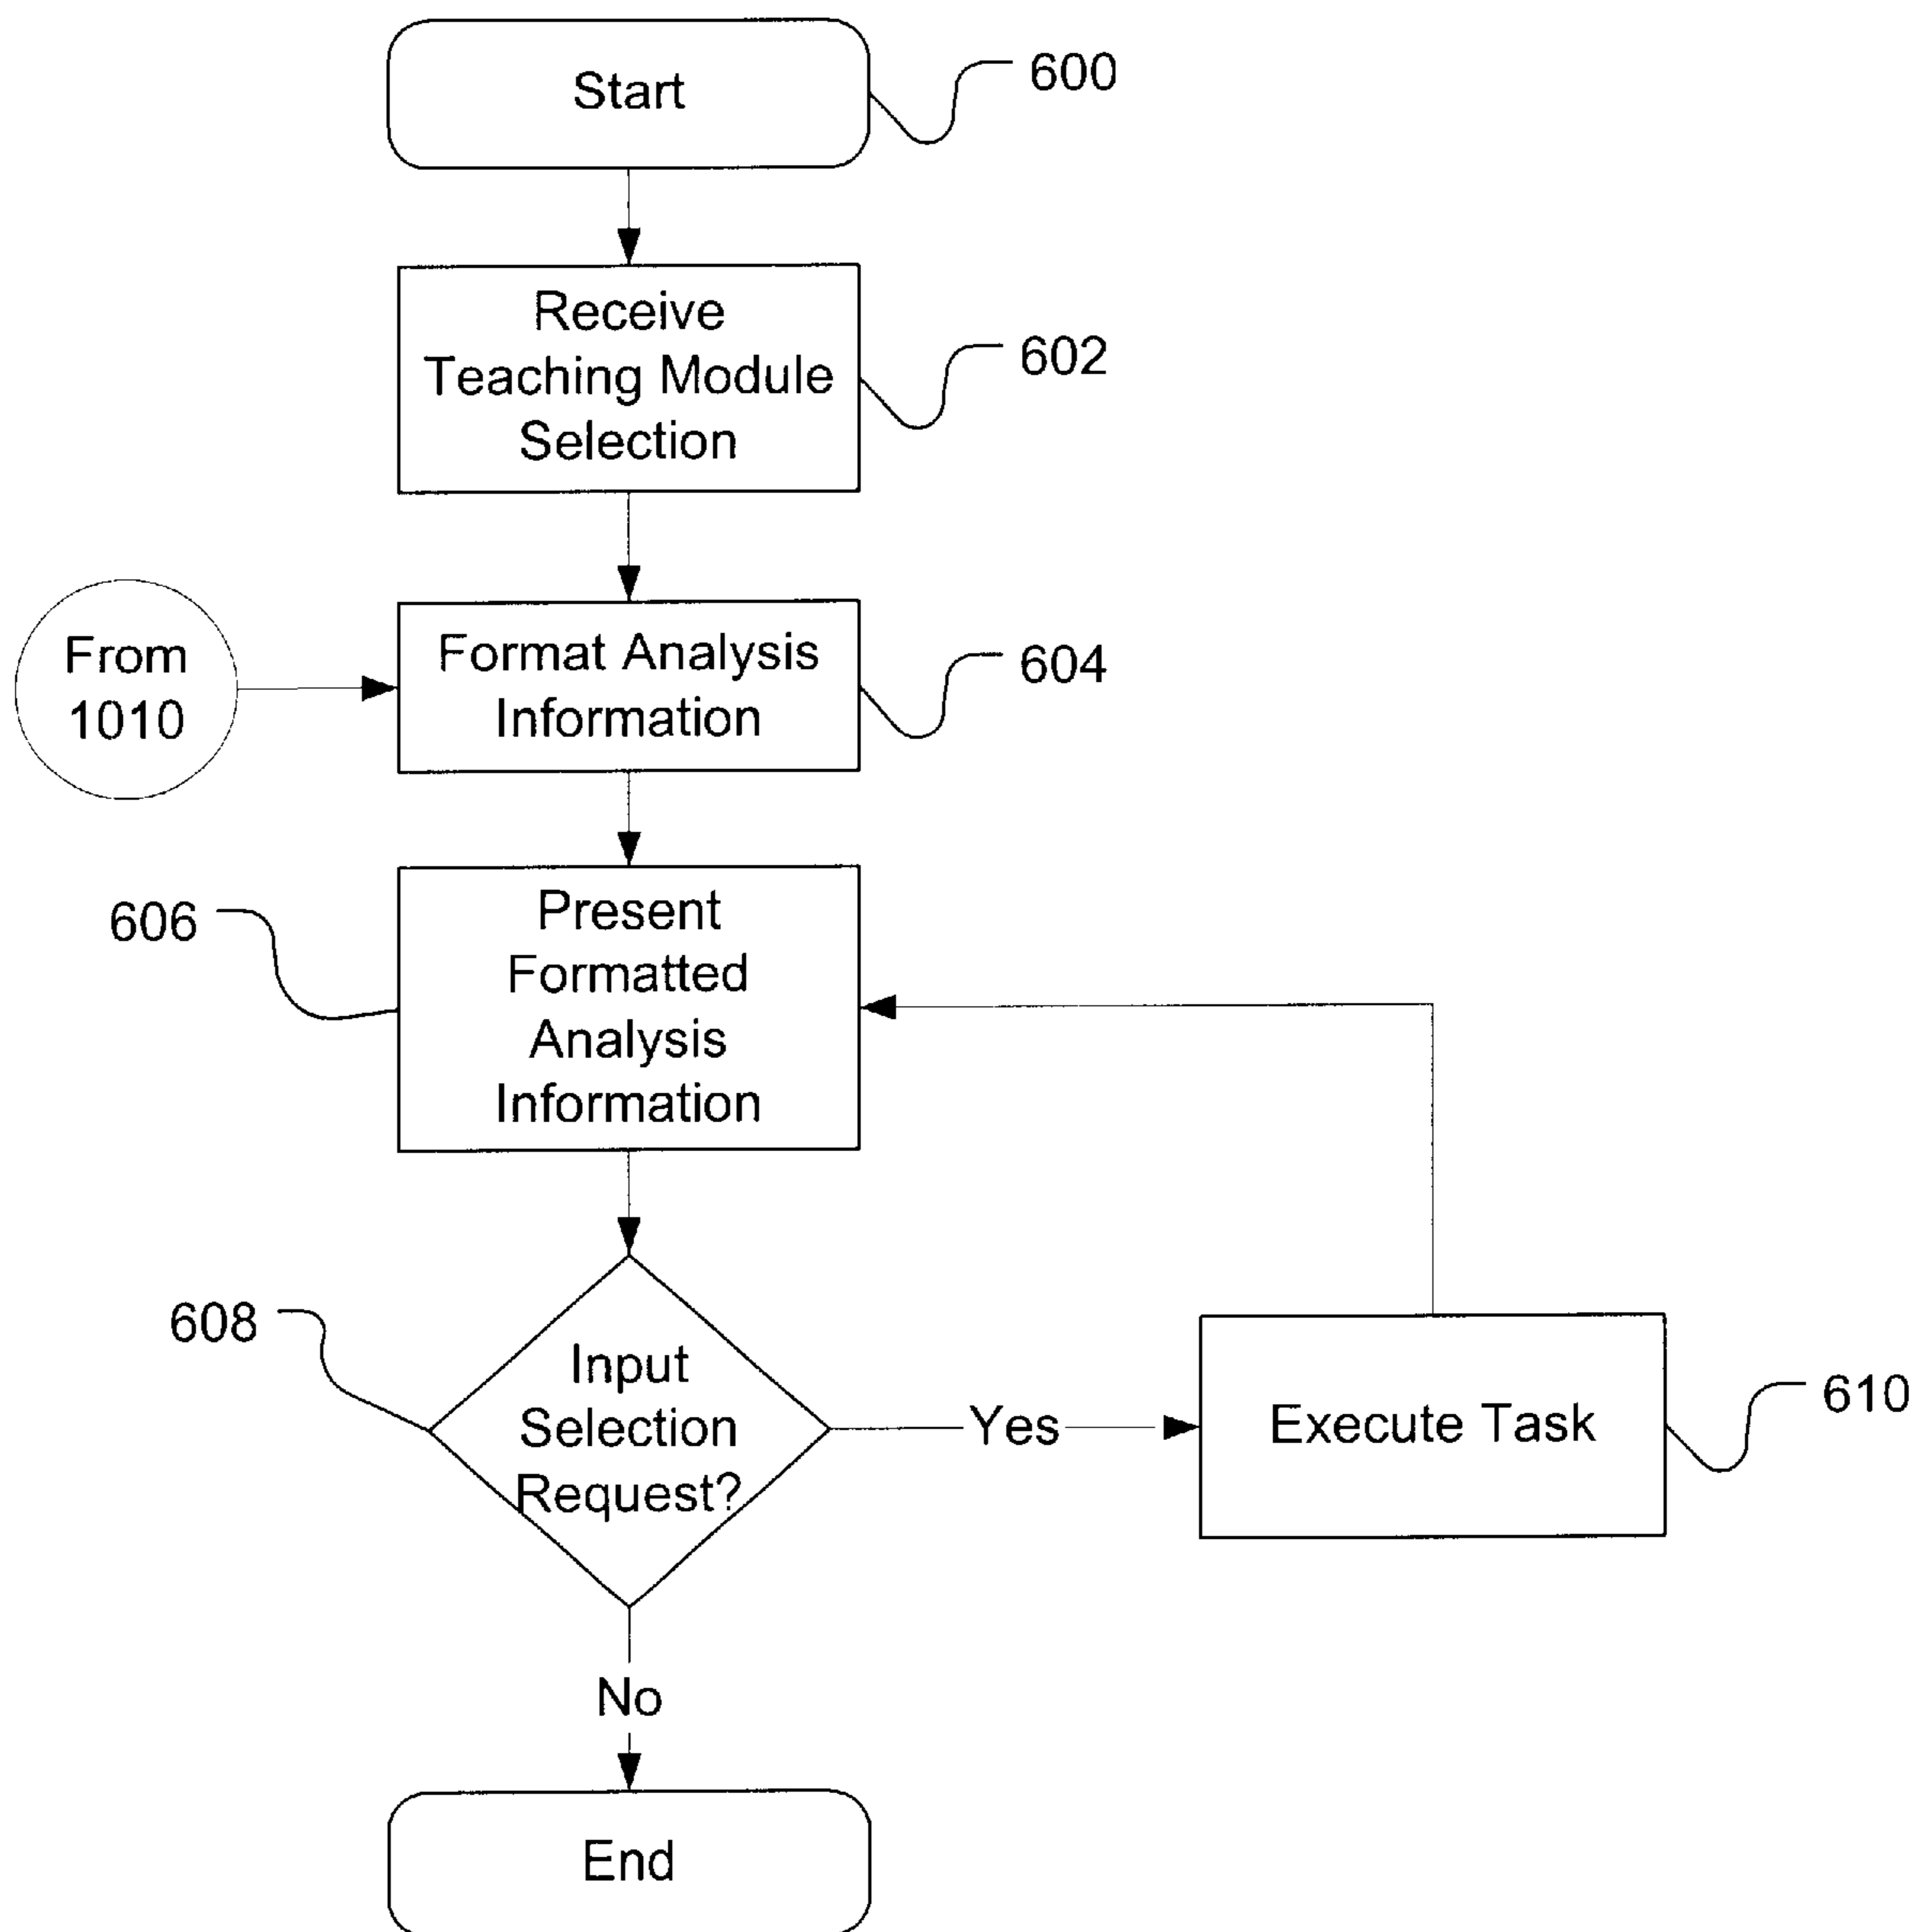 Start
600
Receive
Teaching Module
Selection
602
From
1010
Format Analysis
Information
604
606
Present
Formatted
Analysis
Information
608
Input
Selection
Request?
Yes
Execute Task
610
No
End